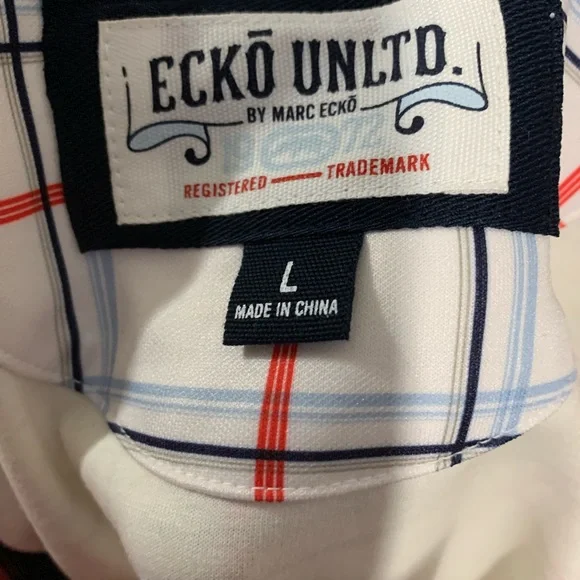 ECKŌ UNLTD.
BY MARC ECKŌ
REGISTERED TRADEMARK
L
MADE IN CHINA